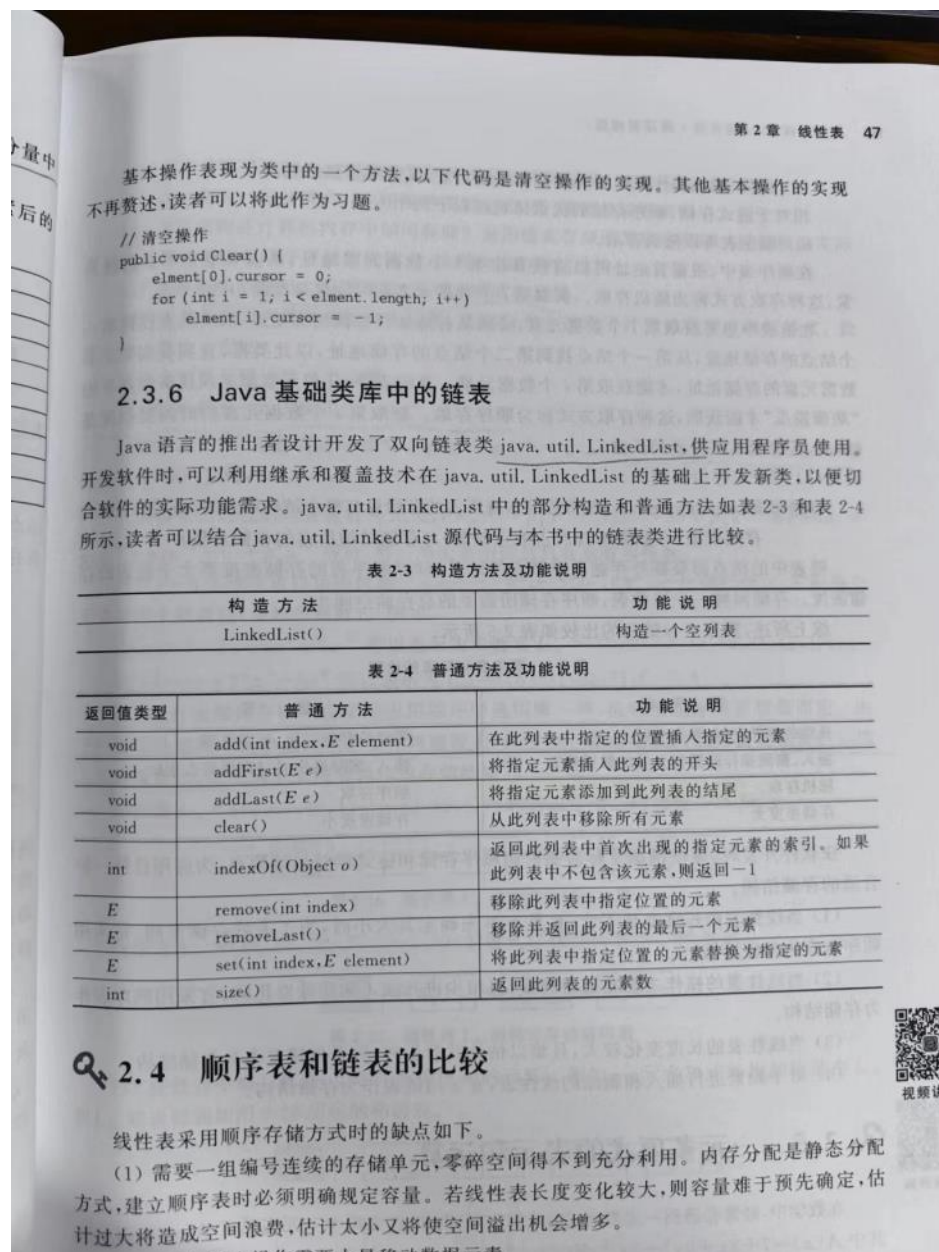 分量中
后的
第 2 章 线性表 47
基本操作表现为类中的一个方法,以下代码是清空操作的实现。其他基本操作的实现
不再赘述,读者可以将此作为习题。
// 清空操作
public void Clear() {
elment[0].cursor = 0;
for (int i = 1; i < elment.length; i++)
elment[i].cursor = -1;
}
2.3.6 Java 基础类库中的链表
Java 语言的推出者设计开发了双向链表类 java. util. LinkedList,供应用程序员使用。
开发软件时,可以利用继承和覆盖技术在 java. util. LinkedList 的基础上开发新类,以便切
合软件的实际功能需求。java. util. LinkedList 中的部分构造和普通方法如表 2-3 和表 2-4
所示,读者可以结合 java. util. LinkedList 源代码与本书中的链表类进行比较。
表 2-3 构造方法及功能说明
构 造 方 法 功 能 说 明
LinkedList() 构造一个空列表
表 2-4 普通方法及功能说明
返回值类型 普 通 方 法 功 能 说 明
void add(int index,E element) 在此列表中指定的位置插入指定的元素
void addFirst(E e) 将指定元素插入此列表的开头
void addLast(E e) 将指定元素添加到此列表的结尾
void clear() 从此列表中移除所有元素
int indexOf(Object o) 返回此列表中首次出现的指定元素的索引。如果
此列表中不包含该元素,则返回-1
E remove(int index) 移除此列表中指定位置的元素
E removeLast() 移除并返回此列表的最后一个元素
E set(int index,E element) 将此列表中指定位置的元素替换为指定的元素
int size() 返回此列表的元素数
2.4 顺序表和链表的比较
视频讲
线性表采用顺序存储方式时的缺点如下。
(1) 需要一组编号连续的存储单元,零碎空间得不到充分利用。内存分配是静态分配
方式,建立顺序表时必须明确规定容量。若线性表长度变化较大,则容量难于预先确定,估
计过大将造成空间浪费,估计太小又将使空间溢出机会增多。